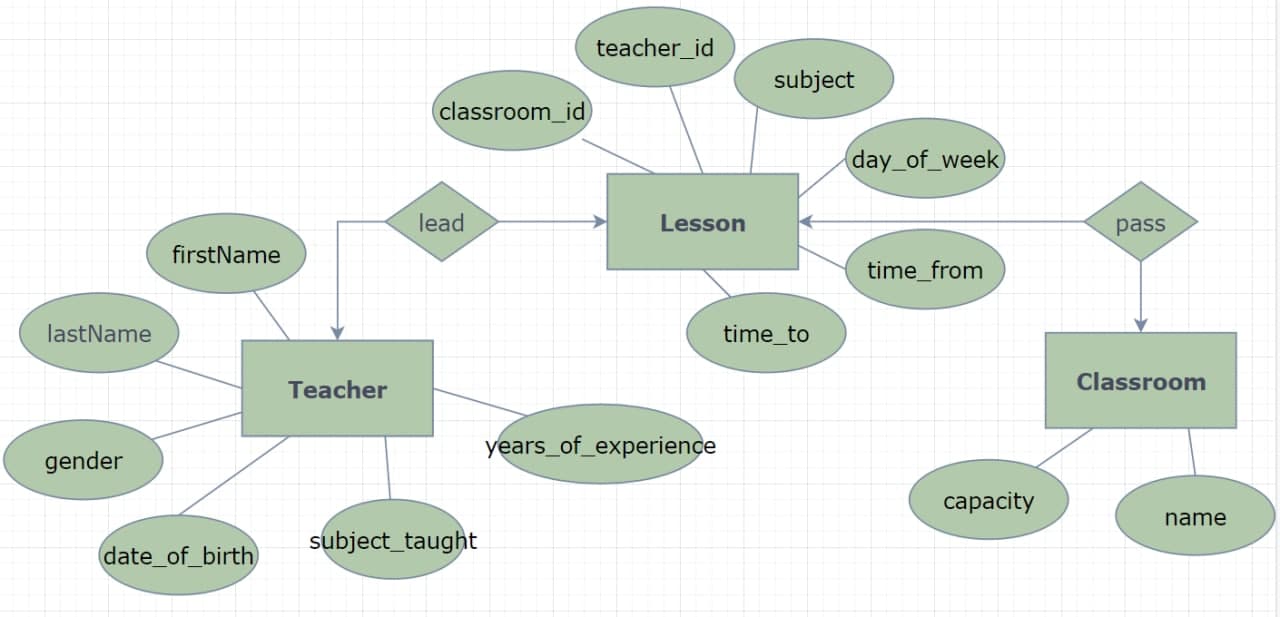 teacher_id
subject
classroom_id
day_of_week
lead
Lesson
pass
firstName
time_from
lastName
time_to
Teacher
Classroom
gender
years_of_experience
capacity
name
date_of_birth
subject_taught